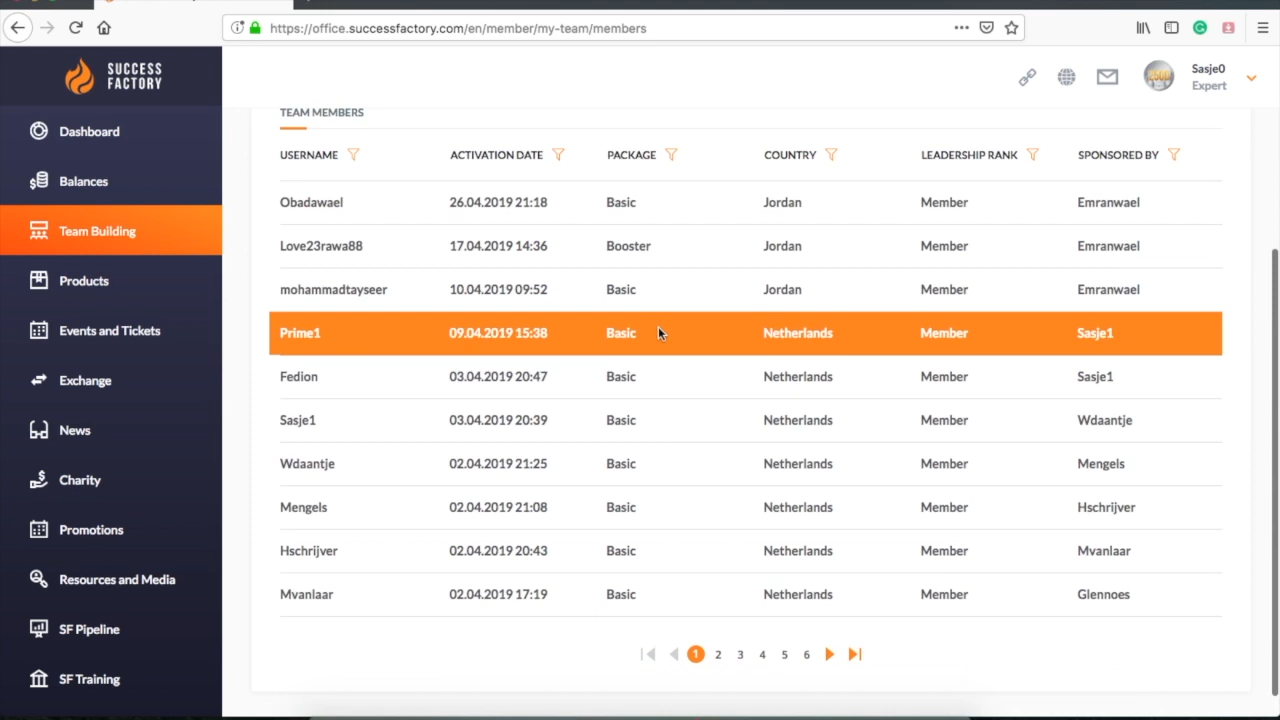 https://office.successfactory.com/en/member/my-team/members
SUCCESS
FACTORY
Sasje0
Expert
Dashboard
Balances
Team Building
Products
Events and Tickets
Exchange
News
Charity
Promotions
Resources and Media
SF Pipeline
SF Training
TEAM MEMBERS
USERNAME ACTIVATION DATE PACKAGE COUNTRY LEADERSHIP RANK SPONSORED BY
Obadawael 26.04.2019 21:18 Basic Jordan Member Emranwael
Love23rawa88 17.04.2019 14:36 Booster Jordan Member Emranwael
mohammadtayseer 10.04.2019 09:52 Basic Jordan Member Emranwael
Prime1 09.04.2019 15:38 Basic Netherlands Member Sasje1
Fedion 03.04.2019 20:47 Basic Netherlands Member Sasje1
Sasje1 03.04.2019 20:39 Basic Netherlands Member Wdaantje
Wdaantje 02.04.2019 21:25 Basic Netherlands Member Mengels
Mengels 02.04.2019 21:08 Basic Netherlands Member Hschrijver
Hschrijver 02.04.2019 20:43 Basic Netherlands Member Mvanlaar
Mvanlaar 02.04.2019 17:19 Basic Netherlands Member Glennoes
1 2 3 4 5 6